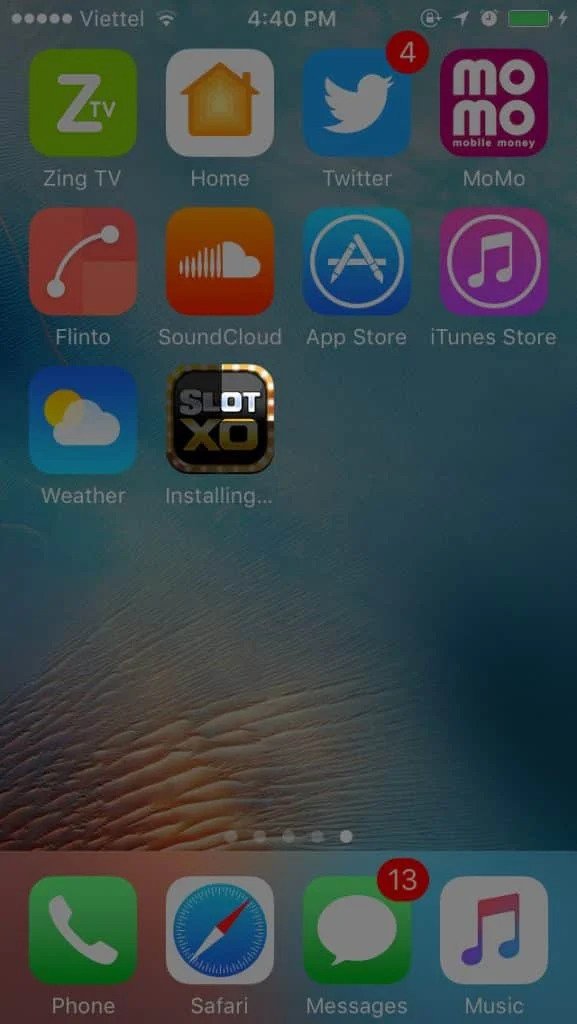 Viettel 4:40 PM
4
Z TV
mo
mo
mobile money
Zing TV Home Twitter MoMo
Flinto SoundCloud App Store iTunes Store
SLOT
XO
Weather Installing...
13
Phone Safari Messages Music